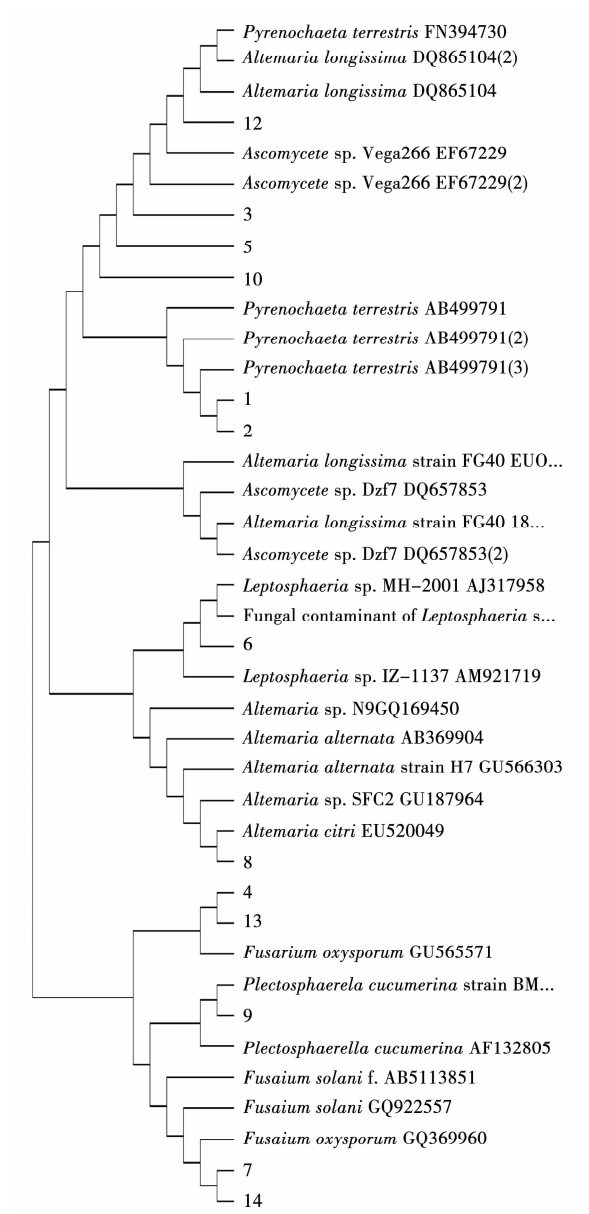 Pyrenochaeta terrestris FN394730
Altemaria longissima DQ865104(2)
Altemaria longissima DQ865104
12
Ascomycete sp. Vega266 EF67229
Ascomycete sp. Vega266 EF67229(2)
3
5
10
Pyrenochaeta terrestris AB499791
Pyrenochaeta terrestris AB499791(2)
Pyrenochaeta terrestris AB499791(3)
1
2
Altemaria longissima strain FG40 EUO...
Ascomycete sp. Dzf7 DQ657853
Altemaria longissima strain FG40 18...
Ascomycete sp. Dzf7 DQ657853(2)
Leptosphaeria sp. MH-2001 AJ317958
Fungal contaminant of Leptosphaeria s...
6
Leptosphaeria sp. IZ-1137 AM921719
Altemaria sp. N9GQ169450
Altemaria alternata AB369904
Altemaria alternata strain H7 GU566303
Altemaria sp. SFC2 GU187964
Altemaria citri EU520049
8
4
13
Fusarium oxysporum GU565571
Plectosphaerela cucumerina strain BM...
9
Plectosphaerella cucumerina AF132805
Fusaium solani f. AB5113851
Fusaium solani GQ922557
Fusaium oxysporum GQ369960
7
14